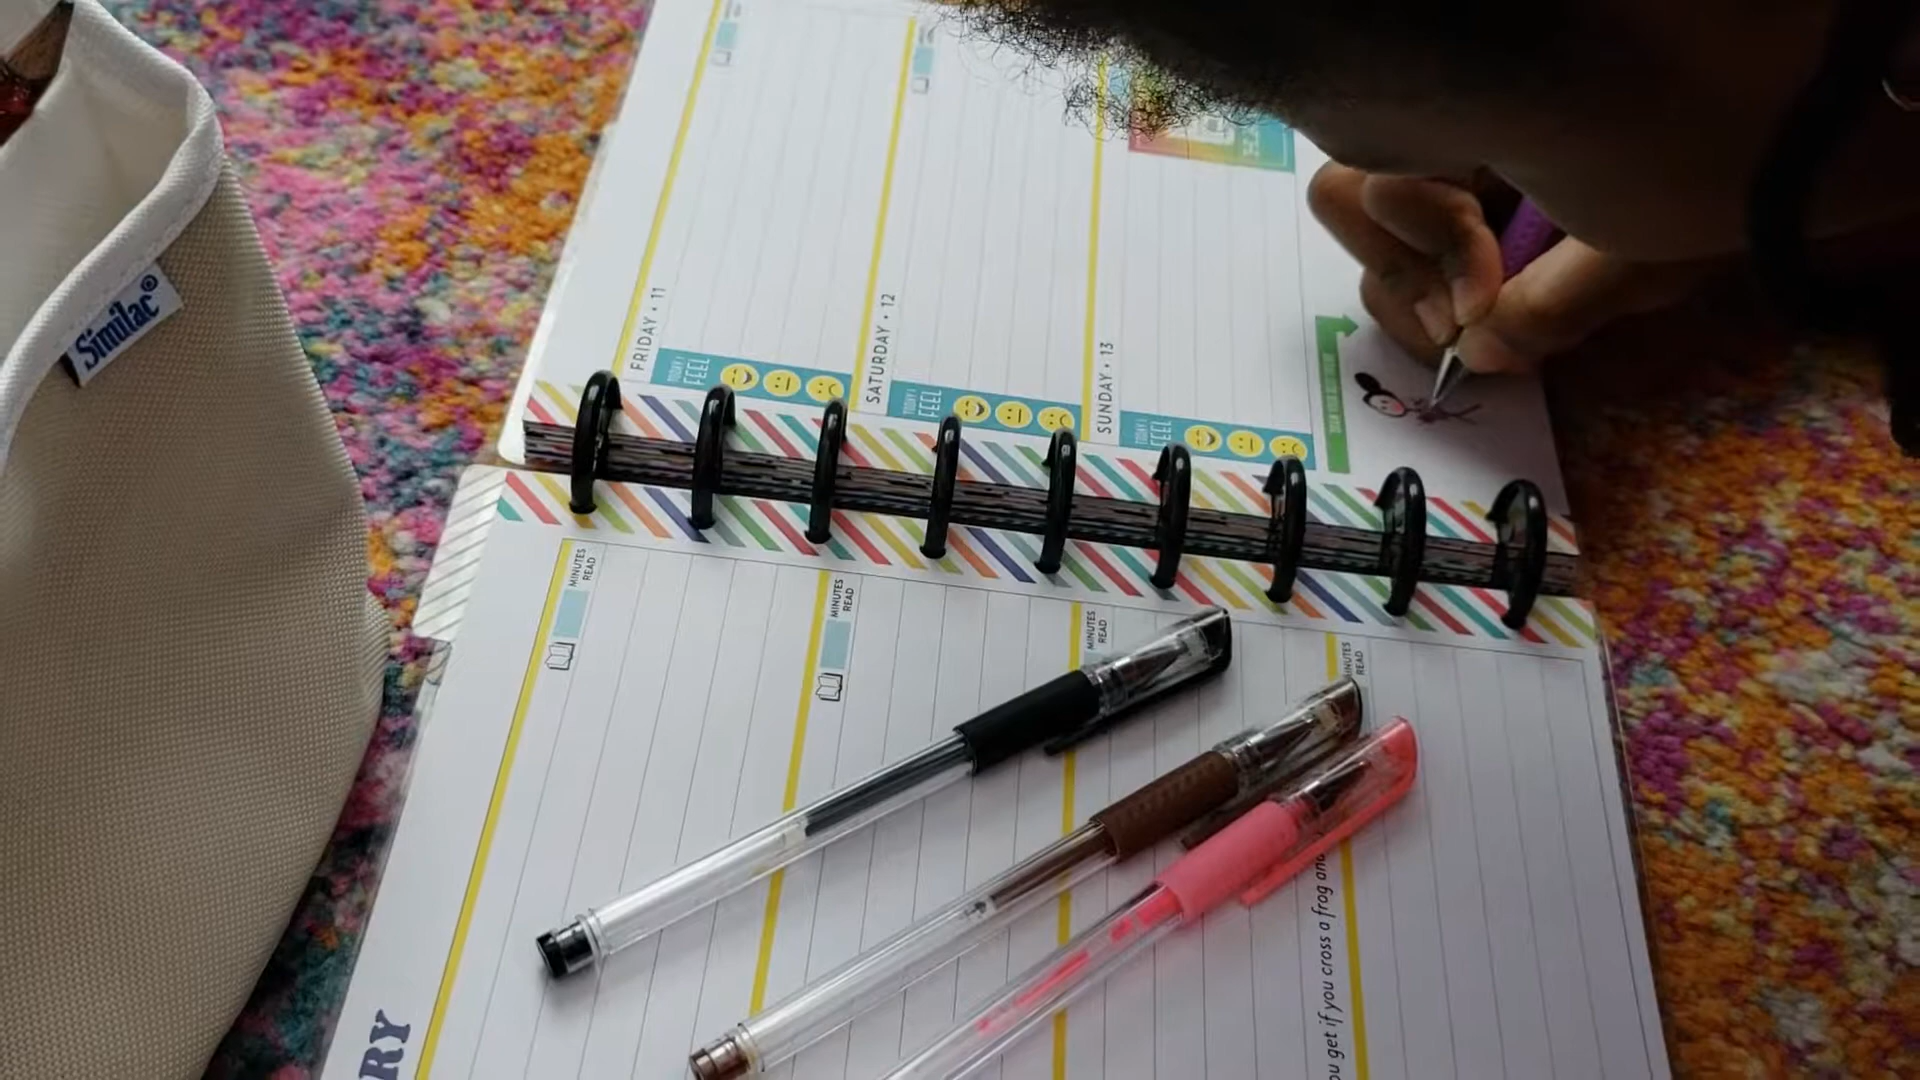 Similac®
FRIDAY • 11
TODAY I
FEEL
SATURDAY • 12
TODAY I
FEEL
SUNDAY • 13
TODAY I
FEEL
MINUTES
READ
MINUTES
READ
MINUTES
READ
MINUTES
READ
ou get if you cross a frog and
RY